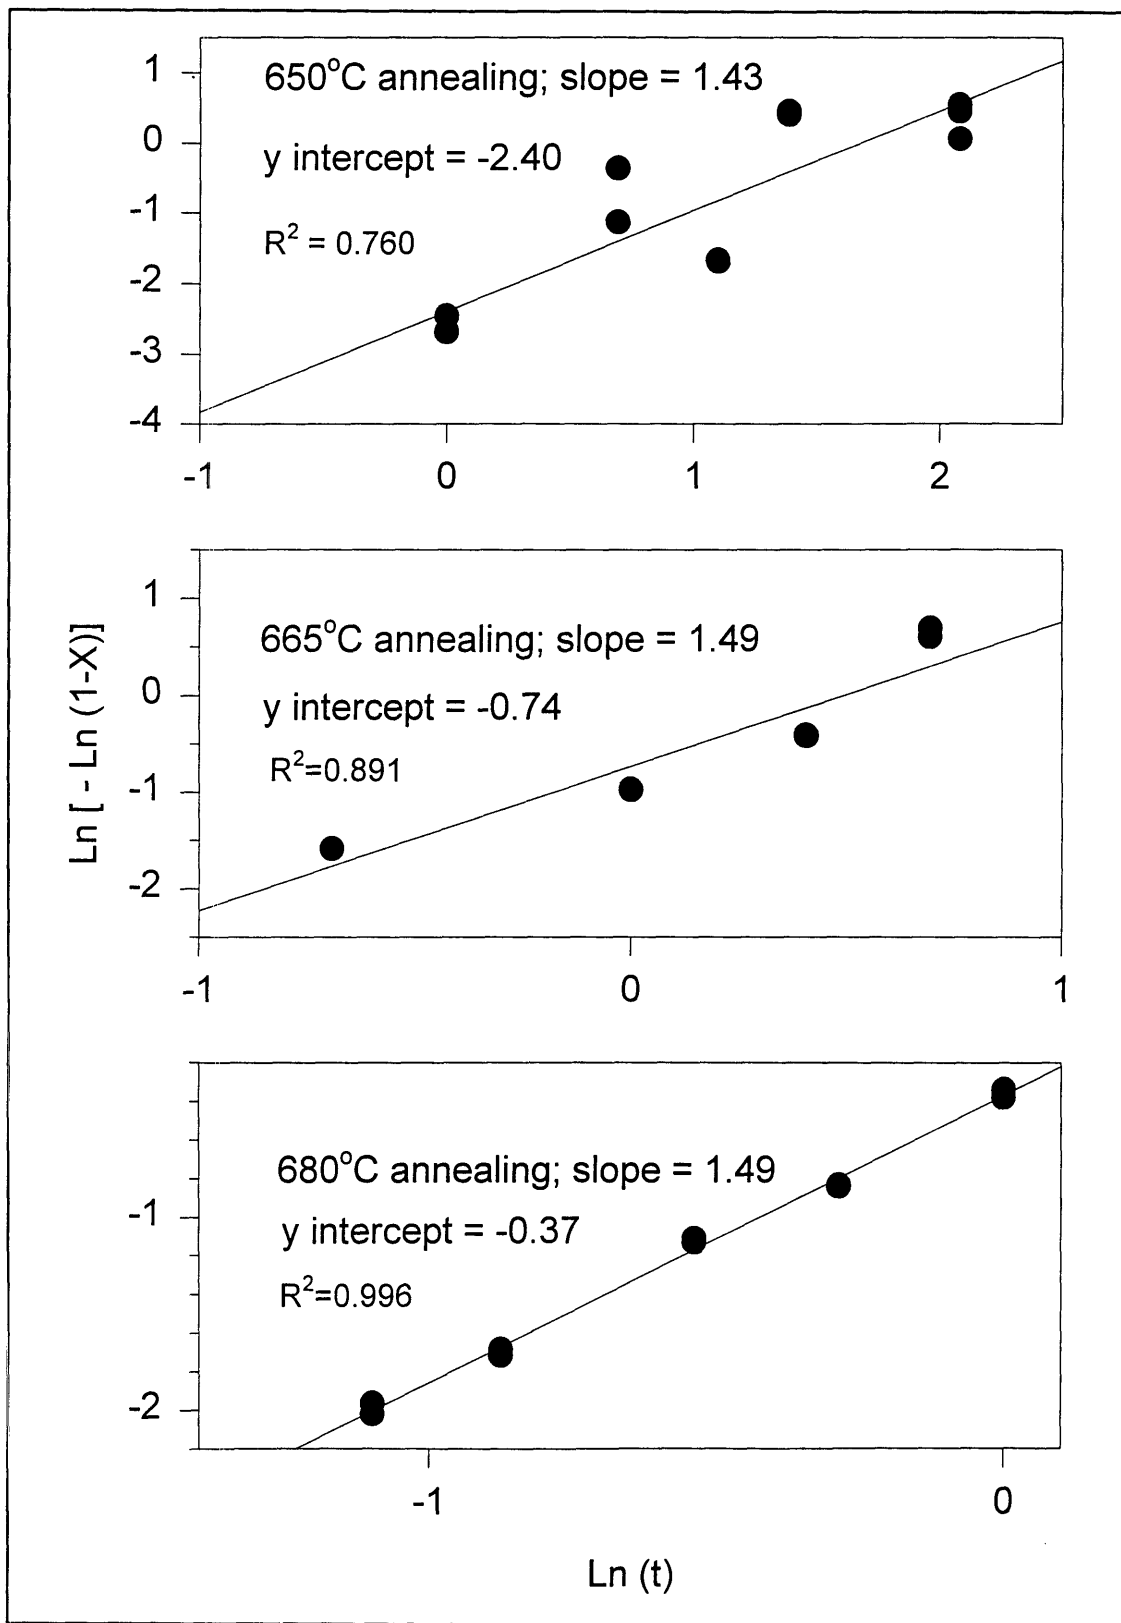 650°C annealing; slope = 1.43
y intercept = -2.40
R² = 0.760
1
0
-1
-2
-3
-4
-1 0 1 2
665°C annealing; slope = 1.49
y intercept = -0.74
R²=0.891
1
0
-1
-2
-1 0 1
Ln [ - Ln (1-X)]
680°C annealing; slope = 1.49
y intercept = -0.37
R²=0.996
-1
-2
-1 0
Ln (t)